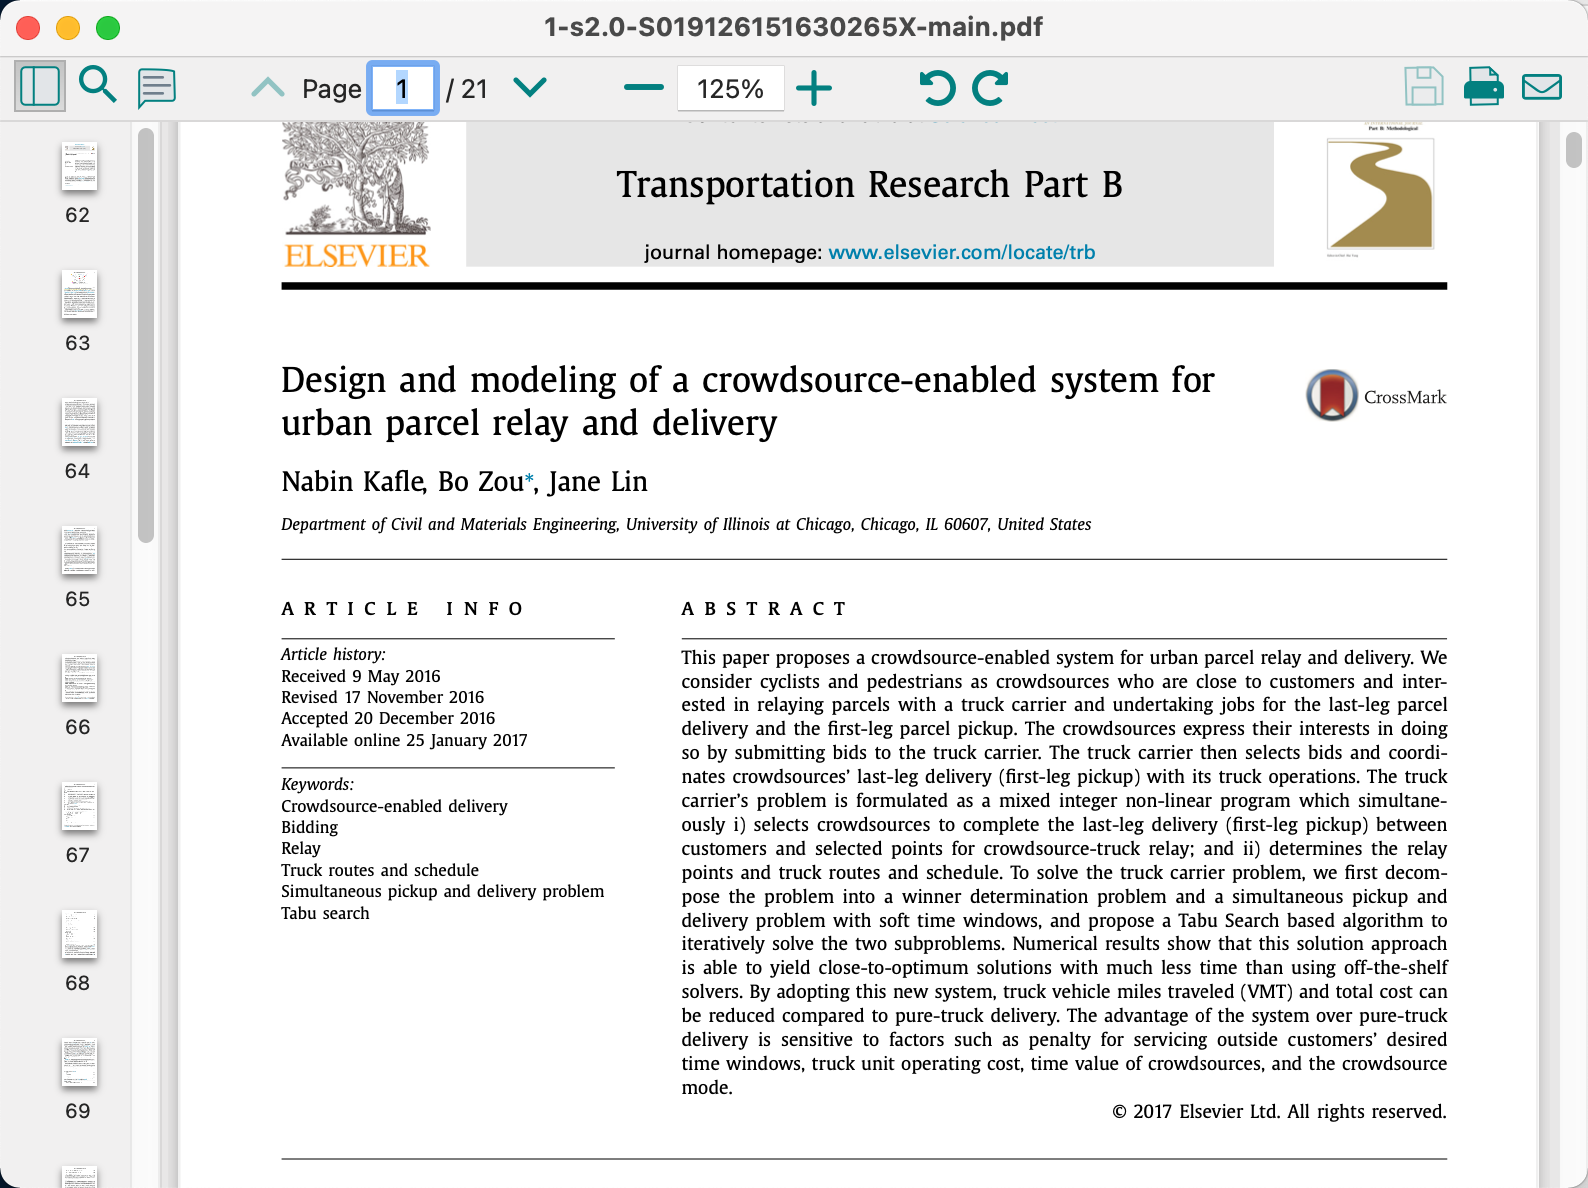 1-s2.0-S019126151630265X-main.pdf
Page 1 / 21
125%
62
63
64
65
66
67
68
69
Part B: Methodological
Transportation Research Part B
journal homepage: www.elsevier.com/locate/trb
ELSEVIER
Design and modeling of a crowdsource-enabled system for
urban parcel relay and delivery
CrossMark
Nabin Kafle, Bo Zou*, Jane Lin
Department of Civil and Materials Engineering, University of Illinois at Chicago, Chicago, IL 60607, United States
ARTICLE INFO
Article history:
Received 9 May 2016
Revised 17 November 2016
Accepted 20 December 2016
Available online 25 January 2017
Keywords:
Crowdsource-enabled delivery
Bidding
Relay
Truck routes and schedule
Simultaneous pickup and delivery problem
Tabu search
ABSTRACT
This paper proposes a crowdsource-enabled system for urban parcel relay and delivery. We
consider cyclists and pedestrians as crowdsources who are close to customers and inter-
ested in relaying parcels with a truck carrier and undertaking jobs for the last-leg parcel
delivery and the first-leg parcel pickup. The crowdsources express their interests in doing
so by submitting bids to the truck carrier. The truck carrier then selects bids and coordi-
nates crowdsources’ last-leg delivery (first-leg pickup) with its truck operations. The truck
carrier’s problem is formulated as a mixed integer non-linear program which simultane-
ously i) selects crowdsources to complete the last-leg delivery (first-leg pickup) between
customers and selected points for crowdsource-truck relay; and ii) determines the relay
points and truck routes and schedule. To solve the truck carrier problem, we first decom-
pose the problem into a winner determination problem and a simultaneous pickup and
delivery problem with soft time windows, and propose a Tabu Search based algorithm to
iteratively solve the two subproblems. Numerical results show that this solution approach
is able to yield close-to-optimum solutions with much less time than using off-the-shelf
solvers. By adopting this new system, truck vehicle miles traveled (VMT) and total cost can
be reduced compared to pure-truck delivery. The advantage of the system over pure-truck
delivery is sensitive to factors such as penalty for servicing outside customers’ desired
time windows, truck unit operating cost, time value of crowdsources, and the crowdsource
mode.
© 2017 Elsevier Ltd. All rights reserved.